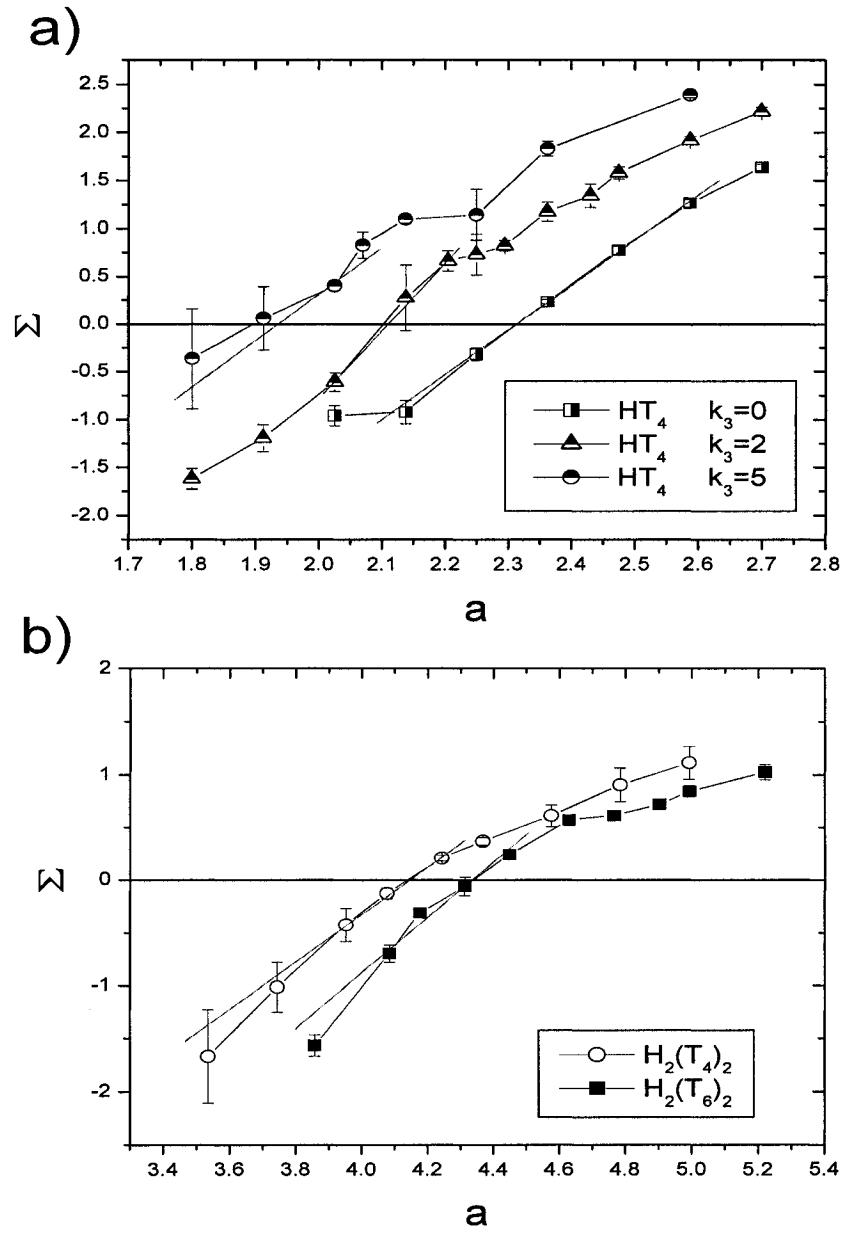 a)
2.5
2.0
1.5
1.0
0.5
0.0
-0.5
-1.0
-1.5
-2.0
Σ
HT₄ k₃=0
HT₄ k₃=2
HT₄ k₃=5
1.7 1.8 1.9 2.0 2.1 2.2 2.3 2.4 2.5 2.6 2.7 2.8
a
b)
2
1
0
-1
-2
Σ
H₂(T₄)₂
H₂(T₆)₂
3.4 3.6 3.8 4.0 4.2 4.4 4.6 4.8 5.0 5.2 5.4
a